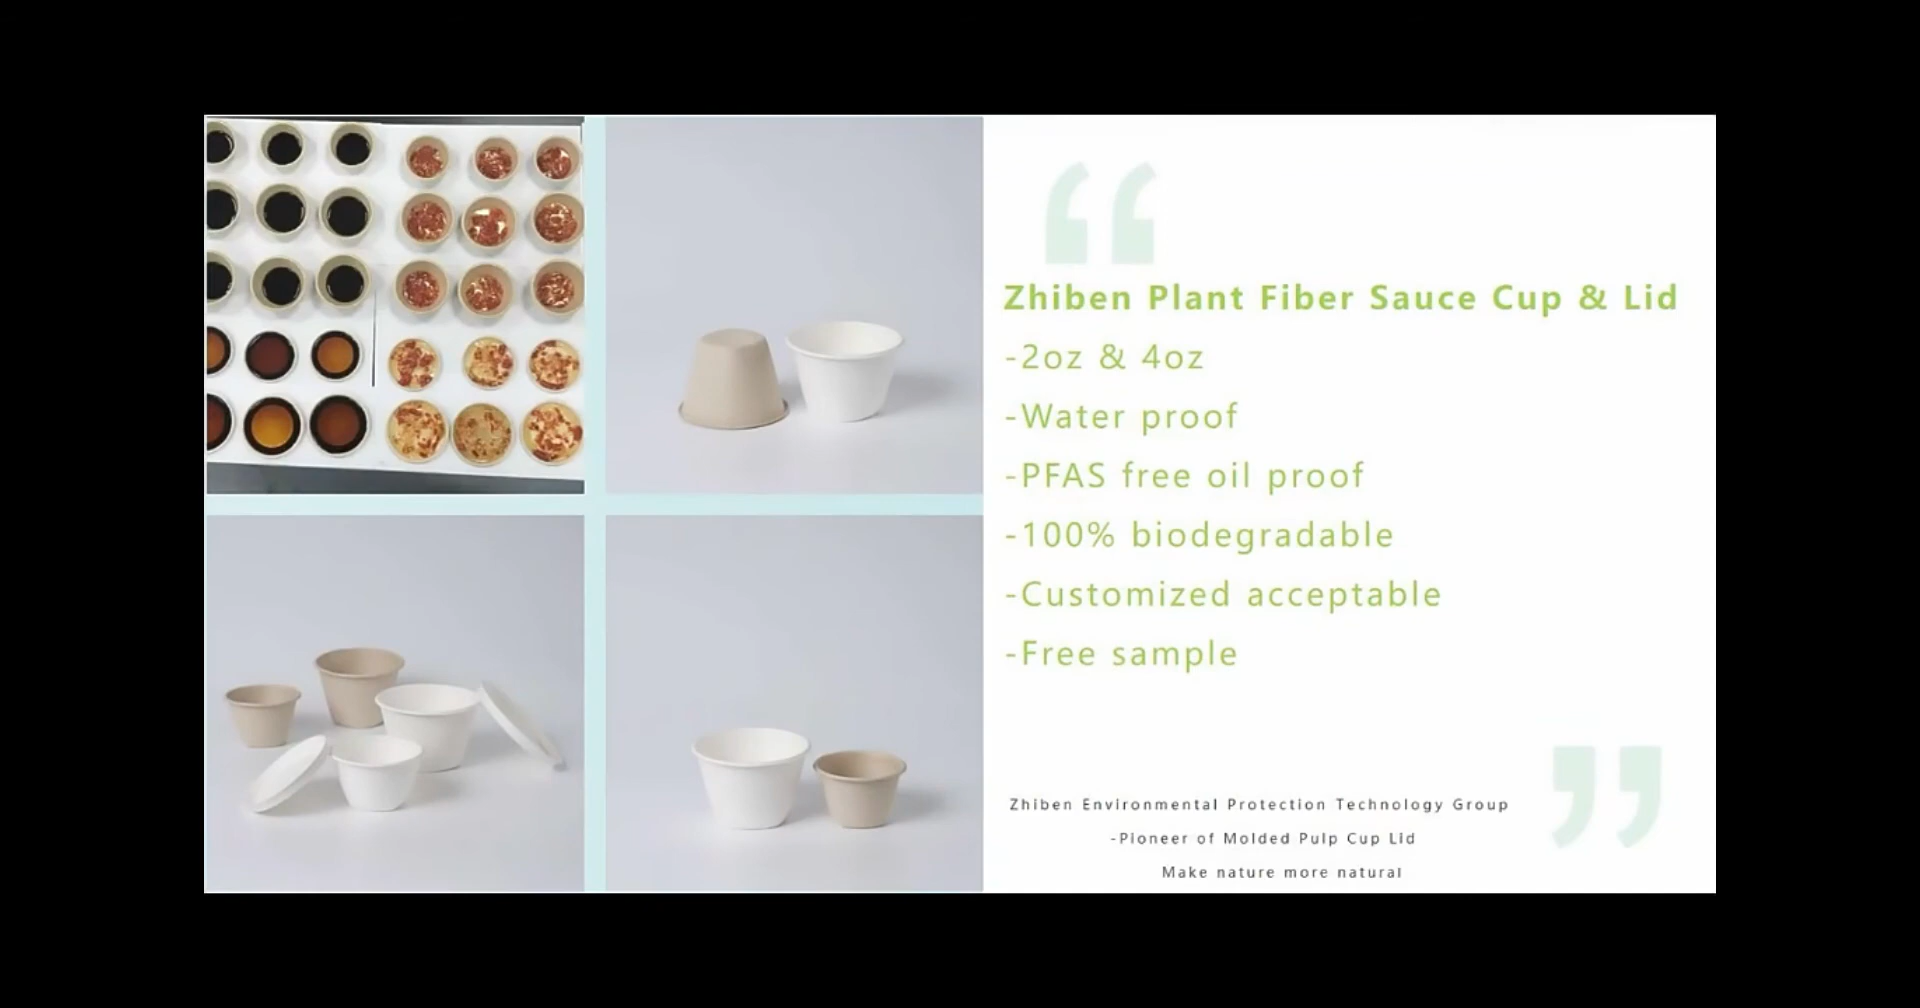 Zhiben Plant Fiber Sauce Cup & Lid
-2oz & 4oz
-Water proof
-PFAS free oil proof
-100% biodegradable
-Customized acceptable
-Free sample
Zhiben Environmental Protection Technology Group
-Pioneer of Molded Pulp Cup Lid
Make nature more natural